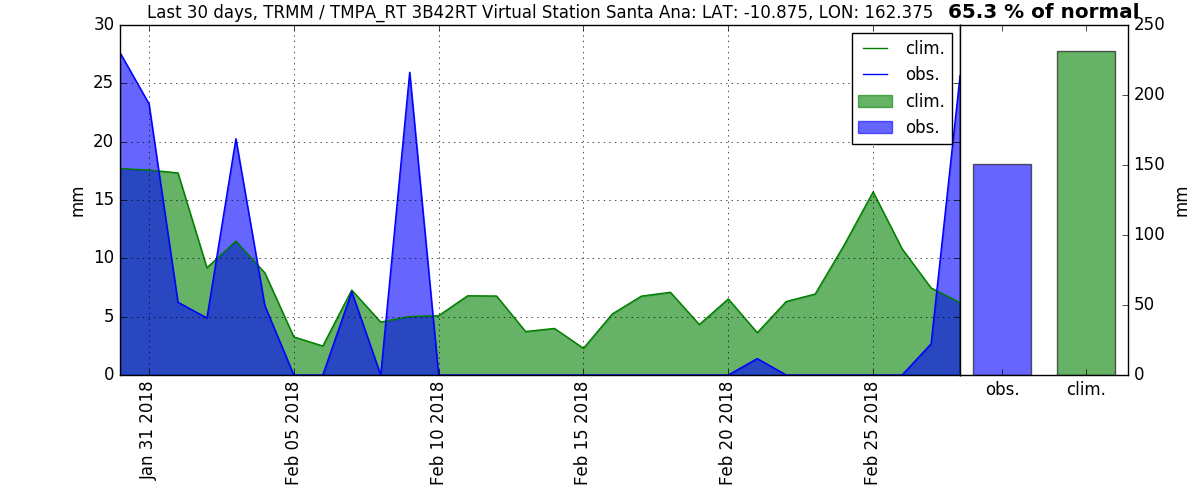 Last 30 days, TRMM / TMPA_RT 3B42RT Virtual Station Santa Ana: LAT: -10.875, LON: 162.375
65.3 % of normal
30
25
20
15
10
5
0
mm
clim.
obs.
clim.
obs.
Jan 31 2018
Feb 05 2018
Feb 10 2018
Feb 15 2018
Feb 20 2018
Feb 25 2018
250
200
150
100
50
0
mm
obs.
clim.